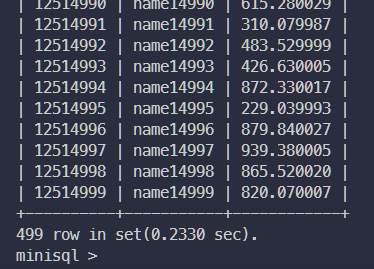 | 12514990 | name14990 | 615.280029 |
| 12514991 | name14991 | 310.079987 |
| 12514992 | name14992 | 483.529999 |
| 12514993 | name14993 | 426.630005 |
| 12514994 | name14994 | 872.330017 |
| 12514995 | name14995 | 229.039993 |
| 12514996 | name14996 | 879.840027 |
| 12514997 | name14997 | 939.380005 |
| 12514998 | name14998 | 865.520020 |
| 12514999 | name14999 | 820.070007 |
+----------+-----------+------------+
499 row in set(0.2330 sec).
minisql >